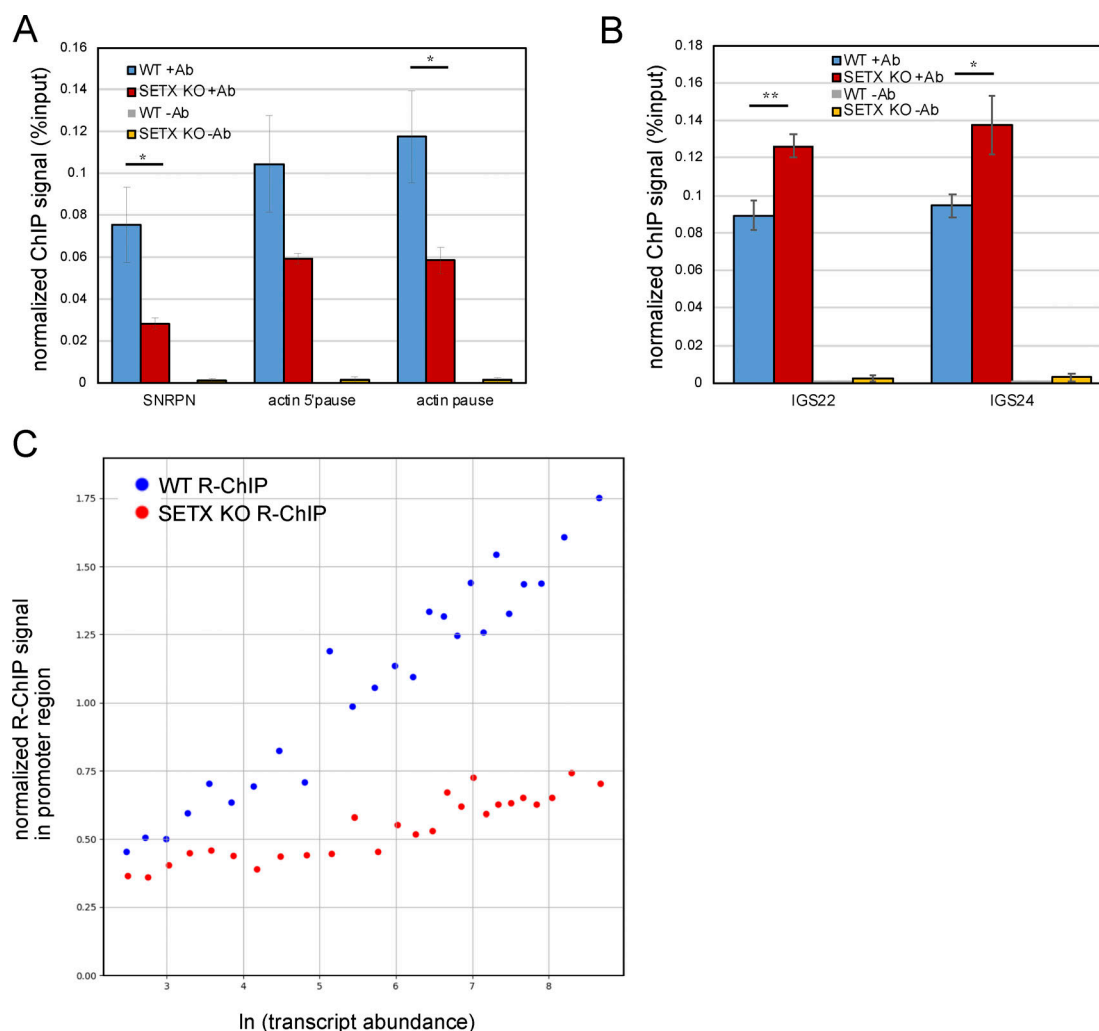 A
0.16
0.14
0.12
0.1
0.08
0.06
0.04
0.02
0
normalized ChIP signal (%input)
WT +Ab
SETX KO +Ab
WT -Ab
SETX KO -Ab
*
*
SNRPN
actin 5'pause
actin pause
B
0.18
0.16
0.14
0.12
0.10
0.08
0.06
0.04
0.02
0
normalized ChIP signal (%input)
WT +Ab
SETX KO +Ab
WT -Ab
SETX KO -Ab
**
*
IGS22
IGS24
C
WT R-ChIP
SETX KO R-ChIP
1.75
1.50
1.25
1.00
0.75
0.50
0.25
0.00
normalized R-ChIP signal
in promoter region
3
4
5
6
7
8
ln (transcript abundance)